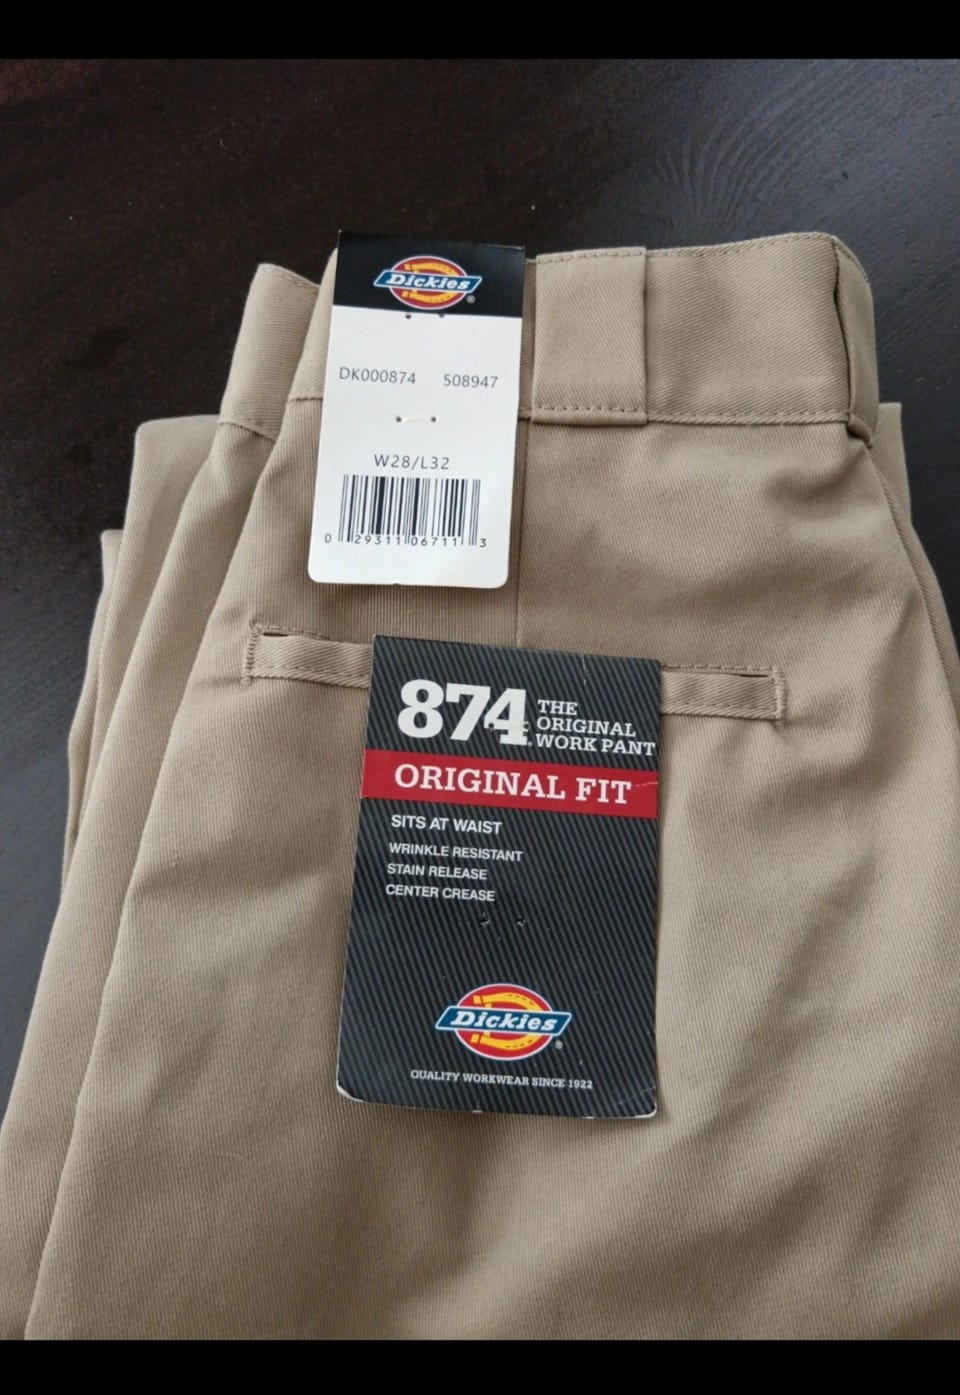 Dickies
®
DK000874 508947
W28/L32
0 29311 06711 3
874
THE
ORIGINAL
WORK PANT
ORIGINAL FIT
SITS AT WAIST
WRINKLE RESISTANT
STAIN RELEASE
CENTER CREASE
Dickies
®
QUALITY WORKWEAR SINCE 1922